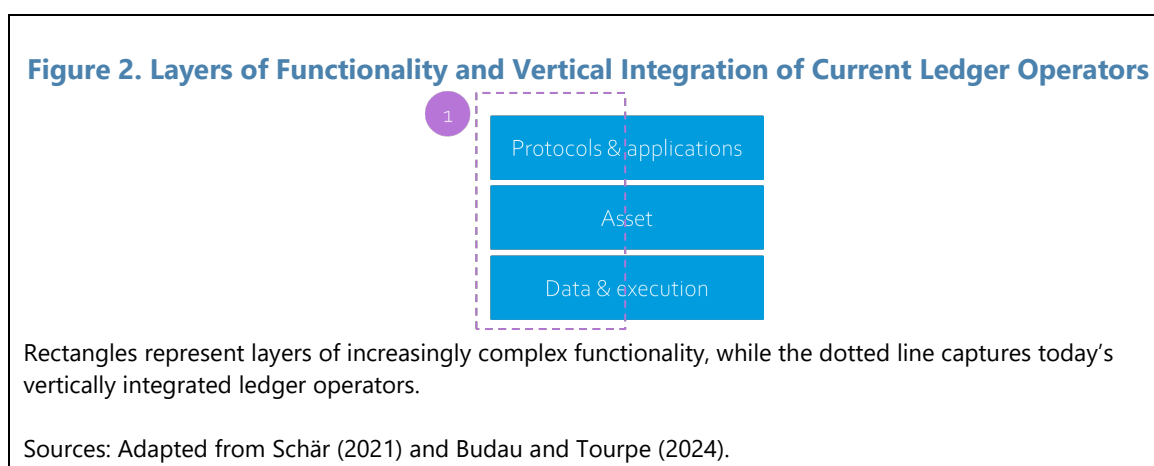 Figure 2. Layers of Functionality and Vertical Integration of Current Ledger Operators
1
Protocols & applications
Asset
Data & execution
Rectangles represent layers of increasingly complex functionality, while the dotted line captures today’s
vertically integrated ledger operators.
Sources: Adapted from Schär (2021) and Budau and Tourpe (2024).